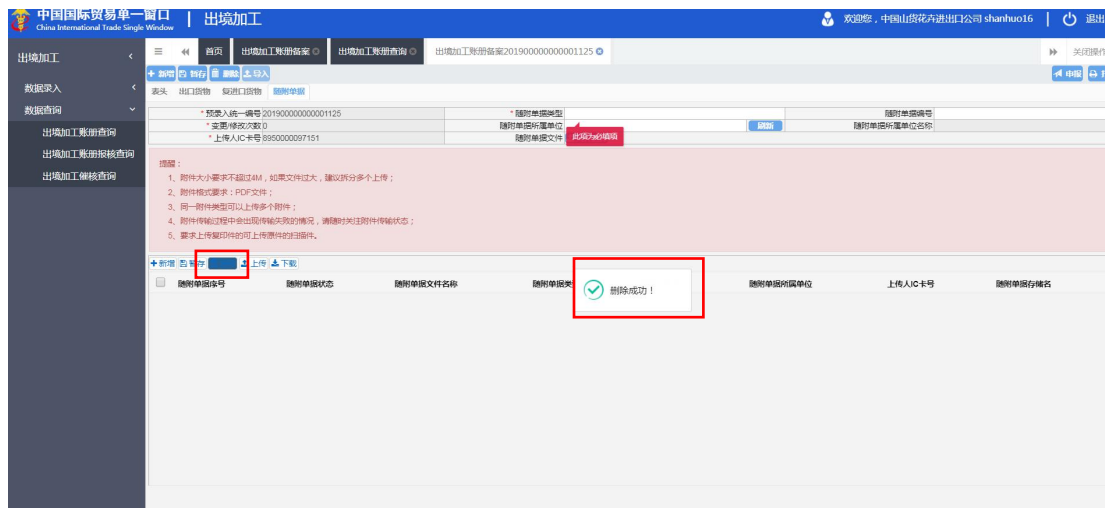 中国国际贸易单一窗口 | 出境加工 欢迎您，中国山货花卉进出口公司 shanhuo16 | 退出
China International Trade Single Window
出境加工 首页 出境加工账册备案 出境加工账册查询 出境加工账册备案201900000000001125 关闭操作
+ 新增 暂存 删除 导入 申报
数据录入 表头 出口货物 复进口货物 随附单据
数据查询
* 预录入统一编号 201900000000001125 * 随附单据类型 随附单据编号
* 变更/修改次数 0 随附单据所属单位 刷新 随附单据所属单位名称
* 上传人IC卡号 8950000097151 随附单据文件 此项为必填项
出境加工账册查询
出境加工账册报核查询
出境加工催核查询
提醒：
1、附件大小要求不超过4M，如果文件过大，建议拆分多个上传；
2、附件格式要求：PDF文件；
3、同一附件类型可以上传多个附件；
4、附件传输过程中会出现传输失败的情况，请随时关注附件传输状态；
5、要求上传复印件的可上传原件的扫描件。
+新增 暂存 上传 下载
随附单据序号 随附单据状态 随附单据文件名称 随附单据类 随附单据所属单位 上传人IC卡号 随附单据存储名
删除成功！